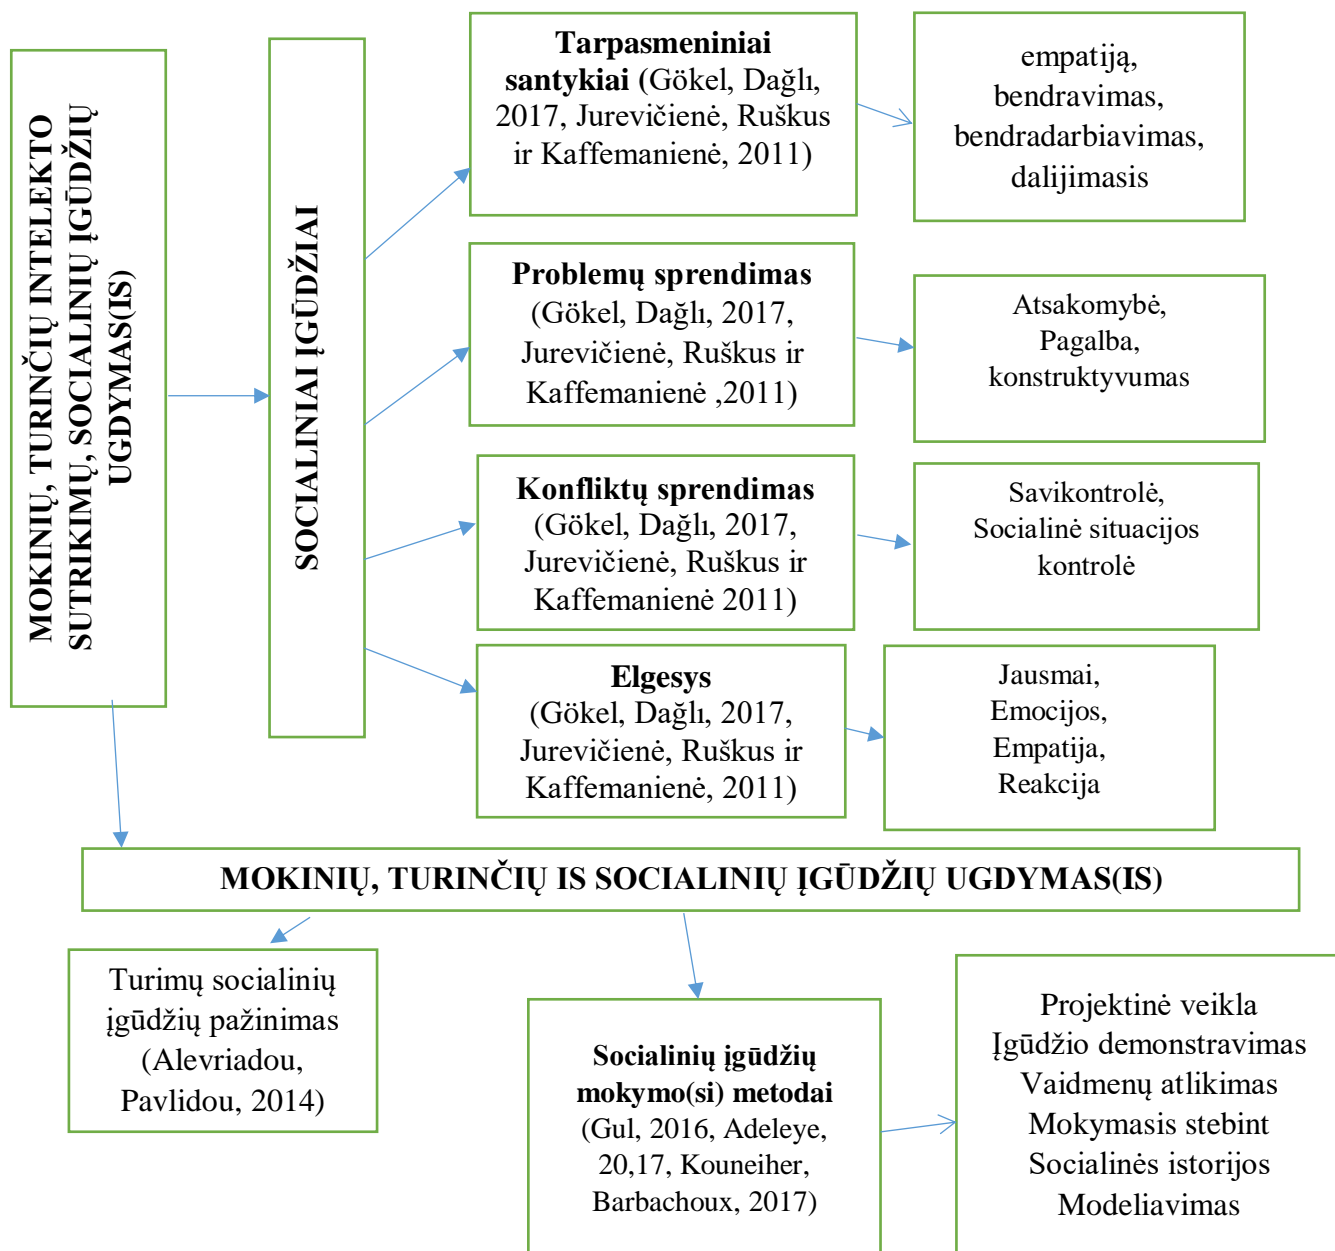 MOKINIŲ, TURINČIŲ INTELEKTO
SUTRIKIMŲ, SOCIALINIŲ ĮGŪDŽIŲ
UGDYMAS(IS)
SOCIALINIAI ĮGŪDŽIAI
Tarpasmeniniai
santykiai (Gökel, Dağlı,
2017, Jurevičienė, Ruškus
ir Kaffemanienė, 2011)
empatiją,
bendravimas,
bendradarbiavimas,
dalijimasis
Problemų sprendimas
(Gökel, Dağlı, 2017,
Jurevičienė, Ruškus ir
Kaffemanienė ,2011)
Atsakomybė,
Pagalba,
konstruktyvumas
Konfliktų sprendimas
(Gökel, Dağlı, 2017,
Jurevičienė, Ruškus ir
Kaffemanienė 2011)
Savikontrolė,
Socialinė situacijos
kontrolė
Elgesys
(Gökel, Dağlı, 2017,
Jurevičienė, Ruškus ir
Kaffemanienė, 2011)
Jausmai,
Emocijos,
Empatija,
Reakcija
MOKINIŲ, TURINČIŲ IS SOCIALINIŲ ĮGŪDŽIŲ UGDYMAS(IS)
Turimų socialinių
įgūdžių pažinimas
(Alevriadou,
Pavlidou, 2014)
Socialinių įgūdžių
mokymo(si) metodai
(Gul, 2016, Adeleye,
20,17, Kouneiher,
Barbachoux, 2017)
Projektinė veikla
Įgūdžio demonstravimas
Vaidmenų atlikimas
Mokymasis stebint
Socialinės istorijos
Modeliavimas